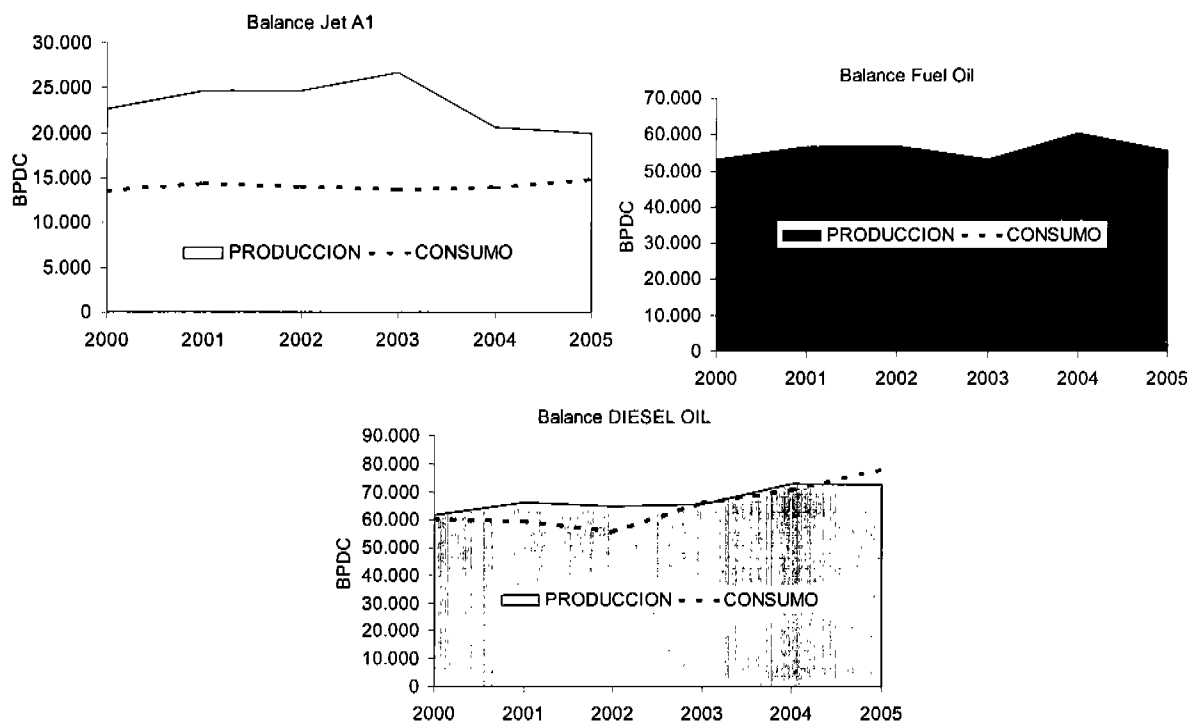 Balance Jet A1
30.000
25.000
20.000
15.000
10.000
5.000
0
BPDC
PRODUCCION CONSUMO
2000 2001 2002 2003 2004 2005
Balance Fuel Oil
70.000
60.000
50.000
40.000
30.000
20.000
10.000
0
BPDC
PRODUCCION CONSUMO
2000 2001 2002 2003 2004 2005
Balance DIESEL OIL
90.000
80.000
70.000
60.000
50.000
40.000
30.000
20.000
10.000
0
BPDC
PRODUCCION CONSUMO
2000 2001 2002 2003 2004 2005